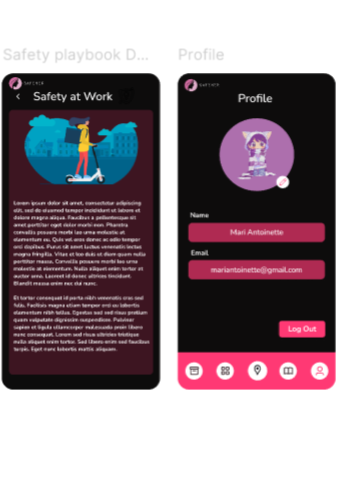 Safety playbook D...
Safety at Work
Lorem ipsum dolor sit amet, consectetur adipiscing
elit, sed do eiusmod tempor incididunt ut labore et
dolore magna aliqua. Faucibus a pellentesque sit
amet porttitor eget dolor morbi non. Pharetra
convallis posuere morbi leo urna molestie at
elementum eu. Quis vel eros donec ac odio tempor
orci dapibus. Purus sit amet luctus venenatis lectus
magna fringilla. Vitae et leo duis ut diam quam nulla
porttitor massa. Convallis posuere morbi leo urna
molestie at elementum. Nulla aliquet enim tortor at
auctor urna. Laoreet id donec ultrices tincidunt
Blandit massa enim nec dui nunc.
Et tortor consequat id porta nibh venenatis cras sed
felis. Facilisis magna etiam tempor orci eu lobortis
elementum nibh tellus. Egestas sed sed risus pretium
quam vulputate dignissim suspendisse. Pulvinar
sapien et ligula ullamcorper malesuada proin libero
nunc consequat. Lorem sed risus ultricies tristique
nulla aliquet enim tortor. Sed libero enim sed faucibus
turpis. Eget nunc lobortis mattis aliquam.
Profile
Profile
Name
Mari Antoinette
Email
mariantoinette@gmail.com
Log Out